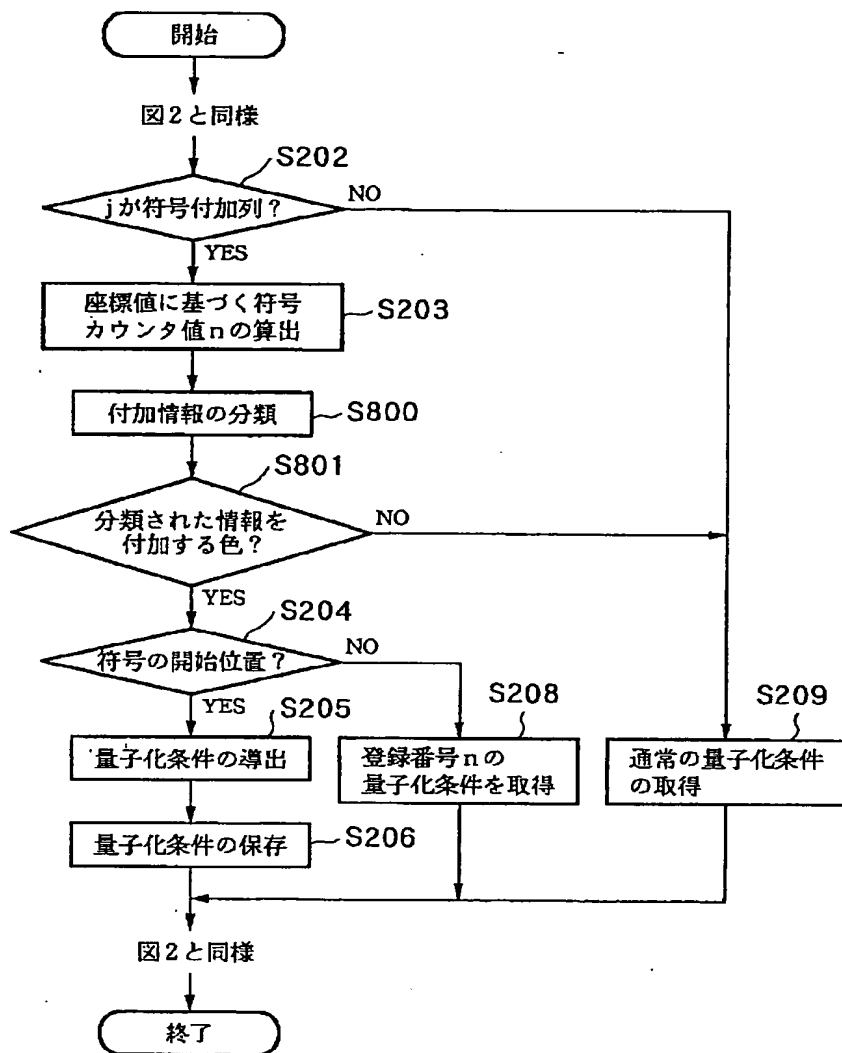 開始
図2と同様
S202
jが符号付加列?
NO
YES
座標値に基づく符号
カウンタ値nの算出
S203
付加情報の分類
S800
S801
分類された情報を
付加する色?
NO
YES
S204
符号の開始位置?
NO
YES
S205
量子化条件の導出
S208
登録番号nの
量子化条件を取得
S209
通常の量子化条件
の取得
量子化条件の保存
S206
図2と同様
終了